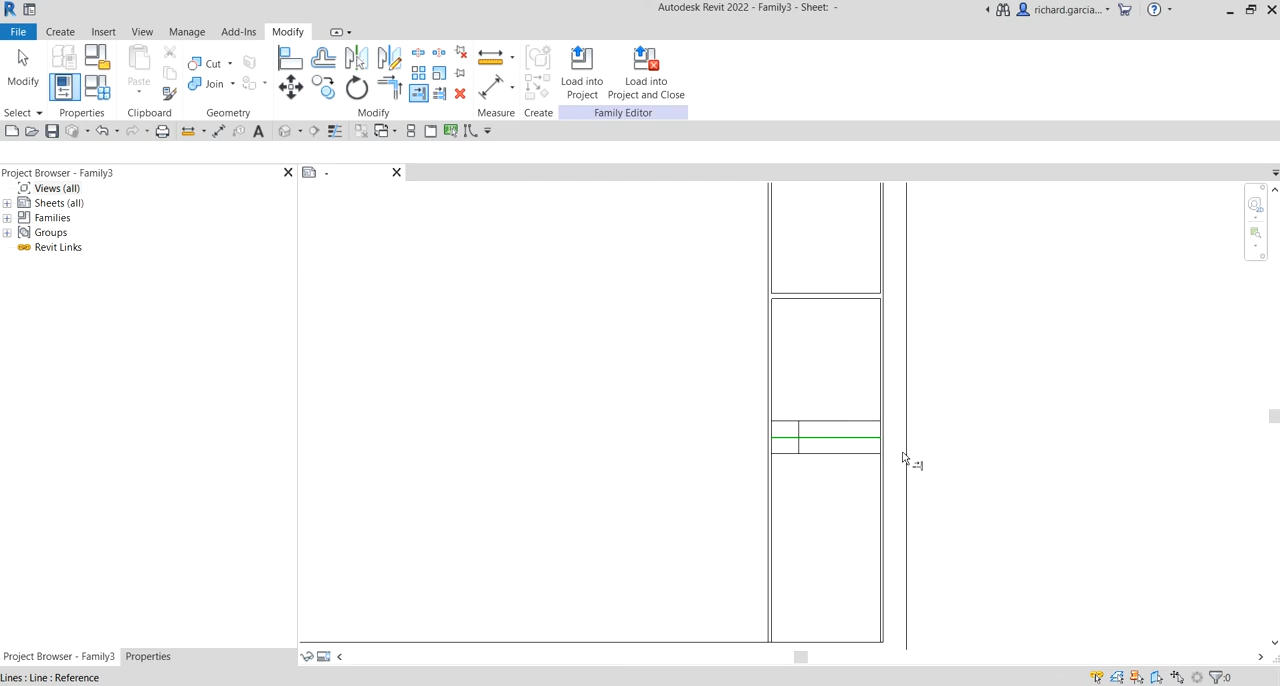 Autodesk Revit 2022 - Family3 - Sheet: -
richard.garcia...
File Create Insert View Manage Add-Ins Modify
Modify
Paste
Cut
Join
Load into Project
Load into Project and Close
Select Properties Clipboard Geometry Modify Measure Create Family Editor
Project Browser - Family3
-
Views (all)
Sheets (all)
Families
Groups
Revit Links
Project Browser - Family3 Properties
Lines : Line : Reference
:0